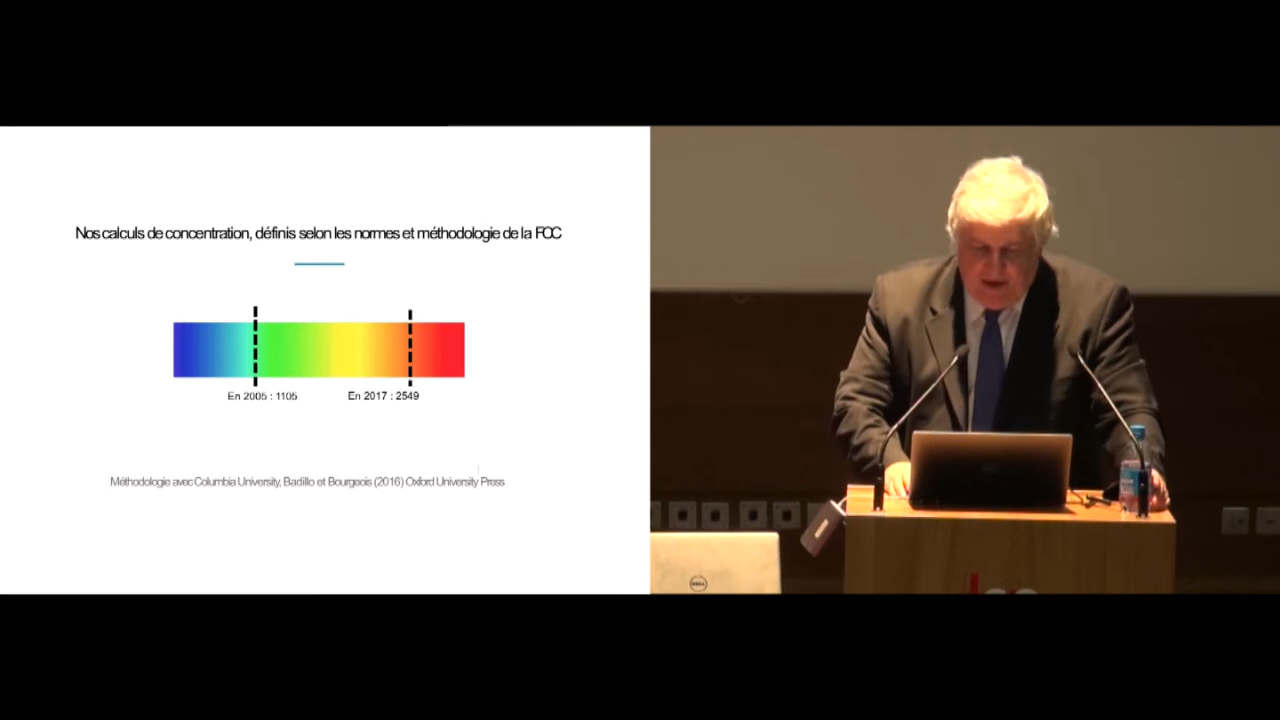 Nos calculs de concentration, définis selon les normes et méthodologie de la FCC
En 2005 : 1105
En 2017 : 2549
Méthodologie avec Columbia University, Badillo et Bourgeois (2016) Oxford University Press
DELL